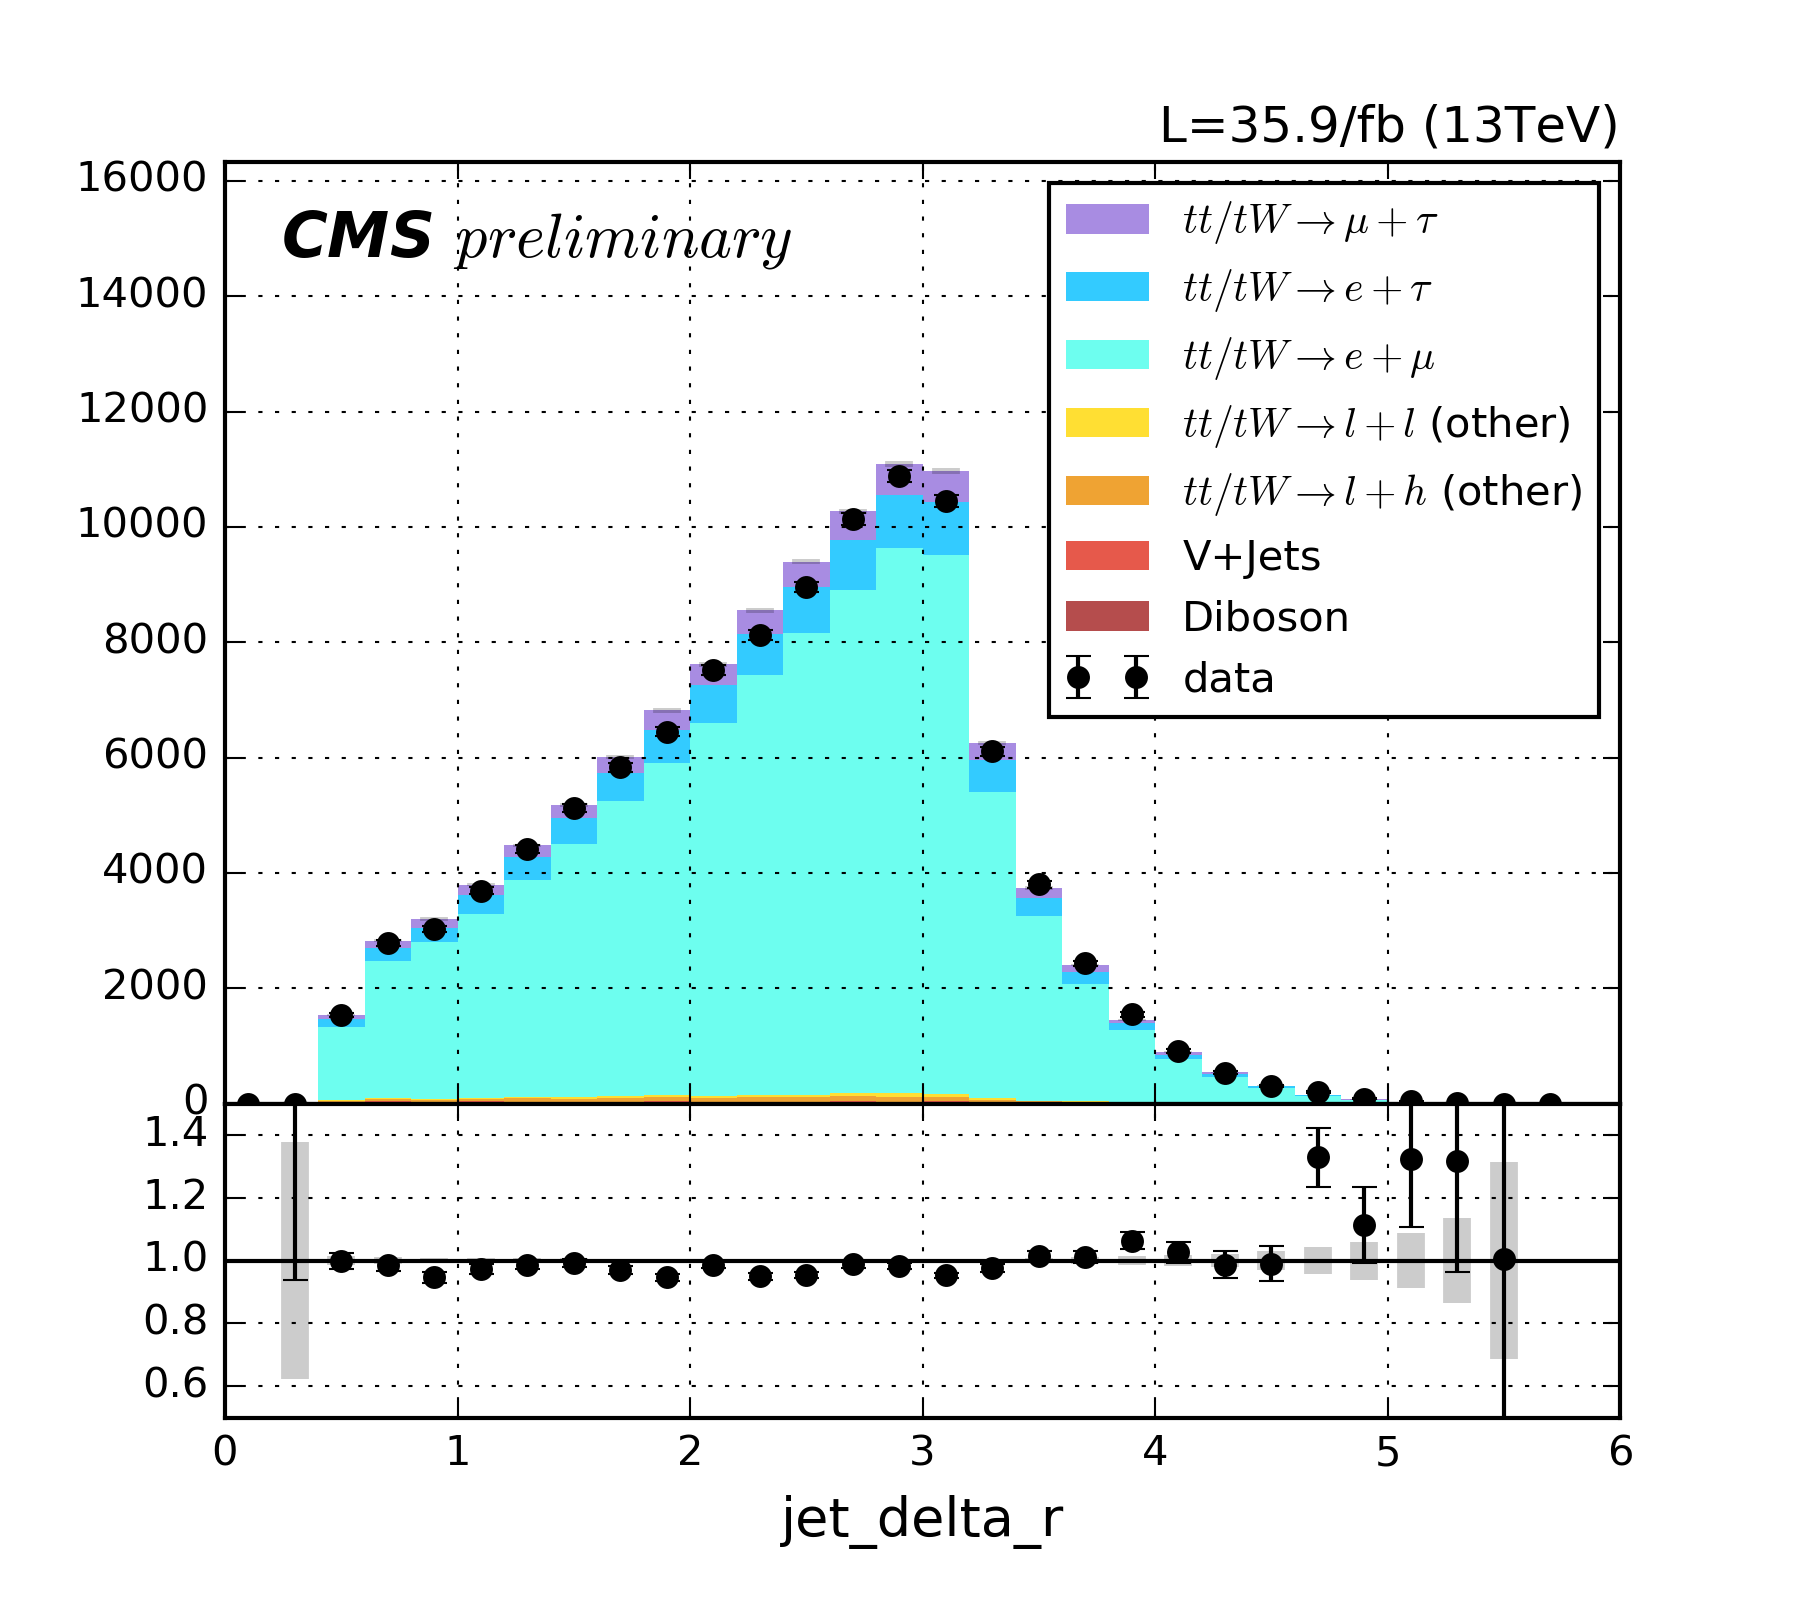 L=35.9/fb (13TeV)
16000
CMS preliminary
14000
12000
10000
8000
6000
4000
2000
0
tt/tW → μ + τ
tt/tW → e + τ
tt/tW → e + μ
tt/tW → l + l (other)
tt/tW → l + h (other)
V+Jets
Diboson
data
1.4
1.2
1.0
0.8
0.6
0 1 2 3 4 5 6
jet_delta_r